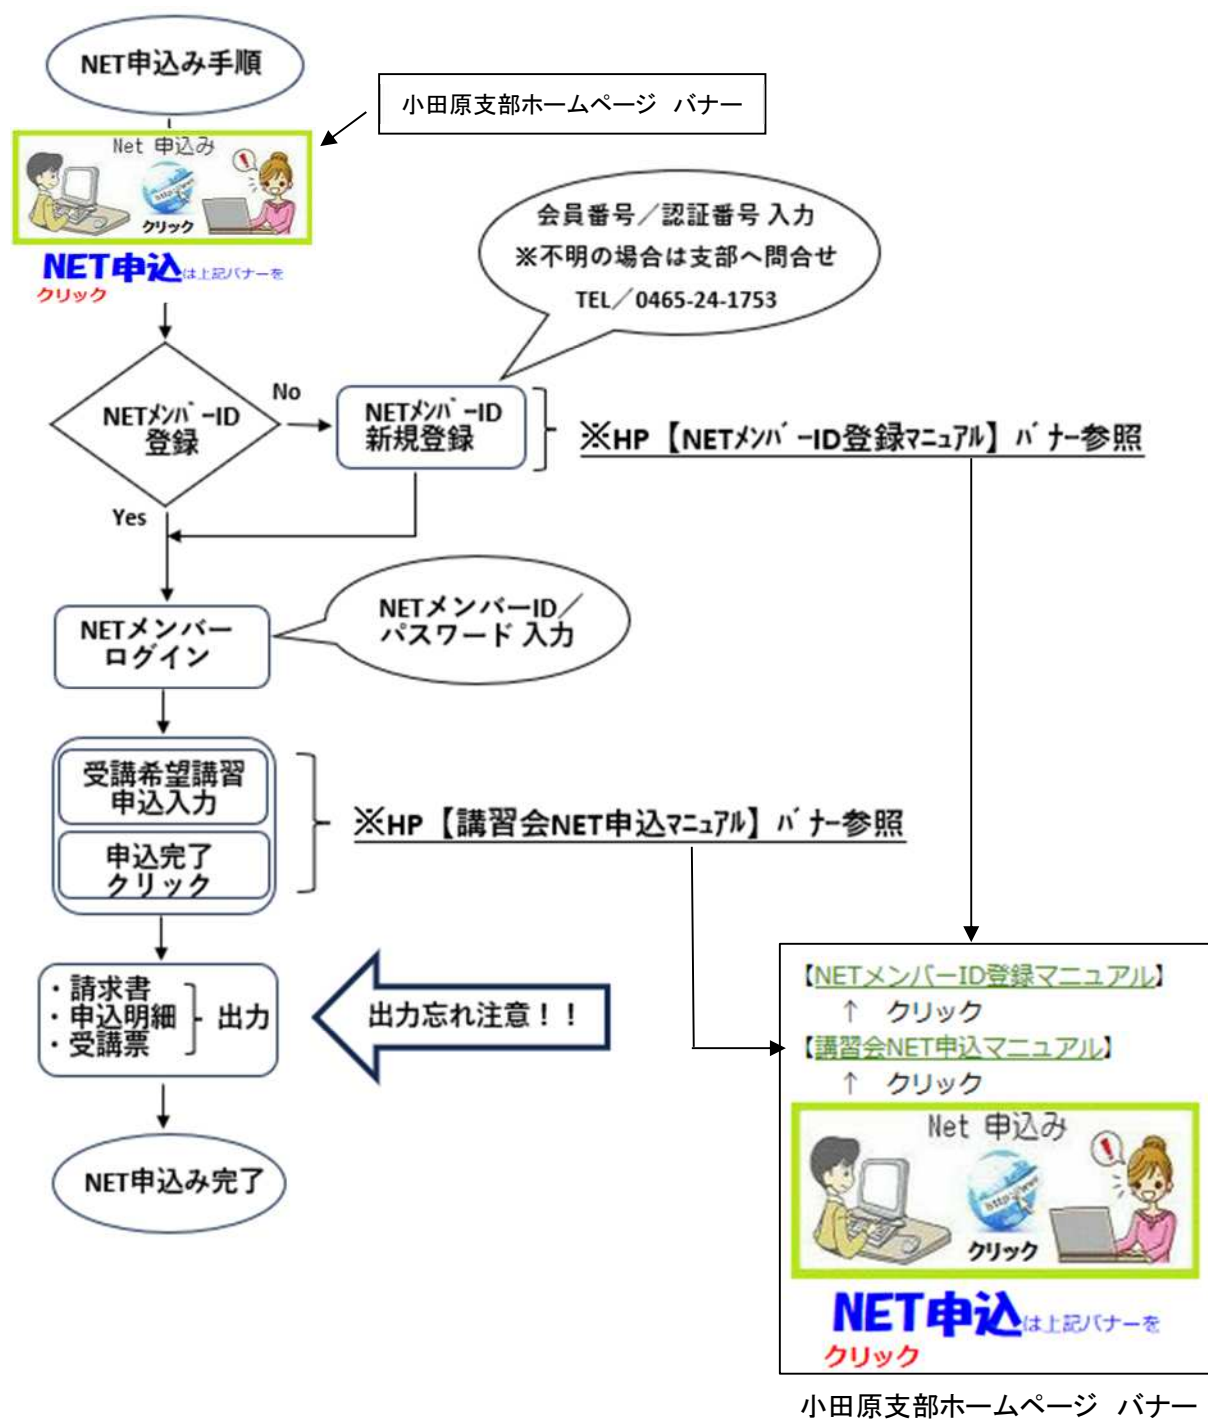 NET申込み手順
小田原支部ホームページ　バナー
Net 申込み
クリック
NET申込は上記バナーを
クリック
会員番号／認証番号 入力
※不明の場合は支部へ問合せ
TEL／0465-24-1753
NETﾒﾝﾊﾞｰID
登録
No
Yes
NETﾒﾝﾊﾞｰID
新規登録
※HP【NETﾒﾝﾊﾞｰID登録ﾏﾆｭｱﾙ】ﾊﾞﾅｰ参照
NETメンバー
ログイン
NETメンバーID／
パスワード 入力
受講希望講習
申込入力
申込完了
クリック
※HP【講習会NET申込ﾏﾆｭｱﾙ】ﾊﾞﾅｰ参照
・請求書
・申込明細
・受講票
出力
出力忘れ注意！！
NET申込み完了
【NETメンバーID登録マニュアル】
↑　クリック
【講習会NET申込マニュアル】
↑　クリック
Net 申込み
http://www
クリック
NET申込は上記バナーを
クリック
小田原支部ホームページ　バナー